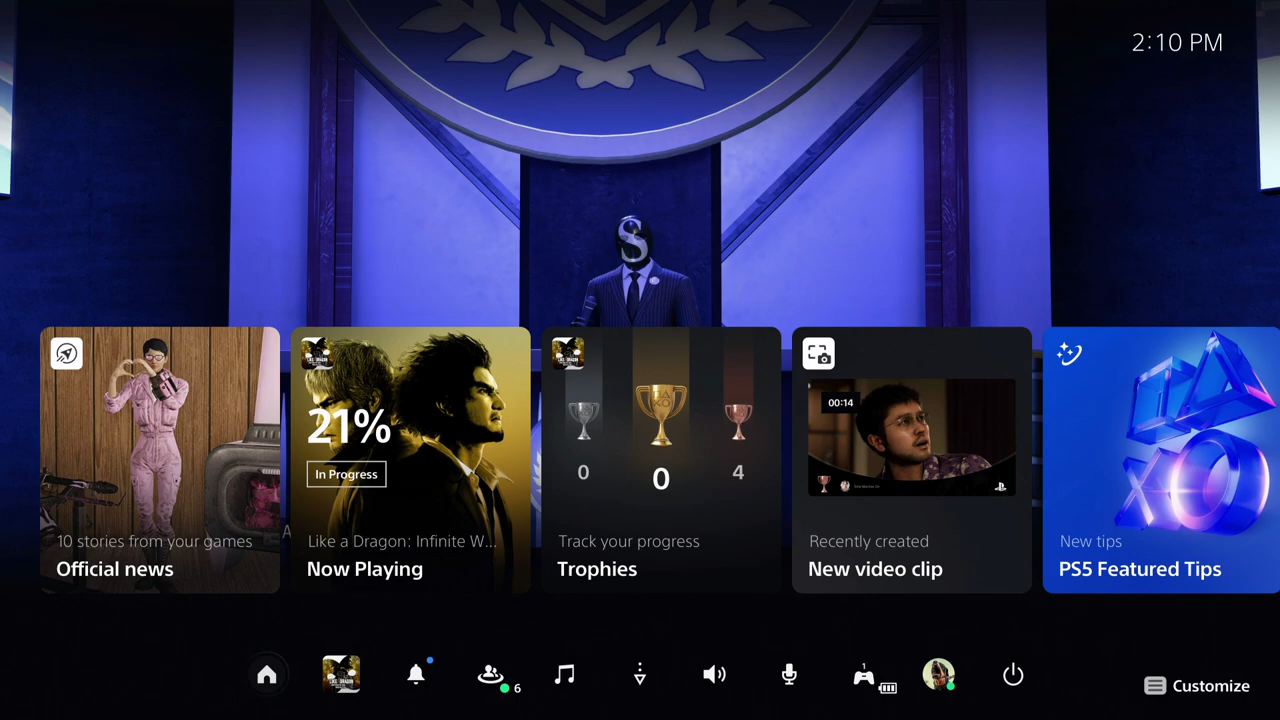 2:10 PM
S
10 stories from your games
Official news
21%
In Progress
Like a Dragon: Infinite W...
Now Playing
0
0
4
Track your progress
Trophies
00:14
Recently created
New video clip
New tips
PS5 Featured Tips
6
1
Customize